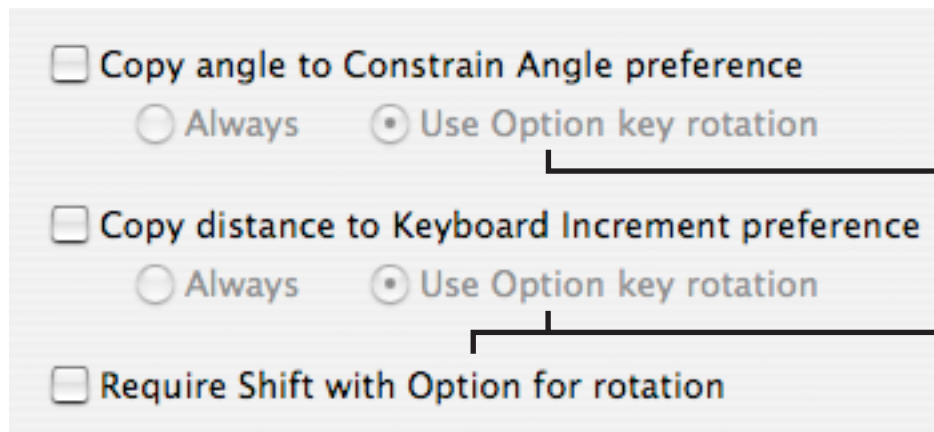 Copy angle to Constrain Angle preference
Always Use Option key rotation
Copy distance to Keyboard Increment preference
Always Use Option key rotation
Require Shift with Option for rotation